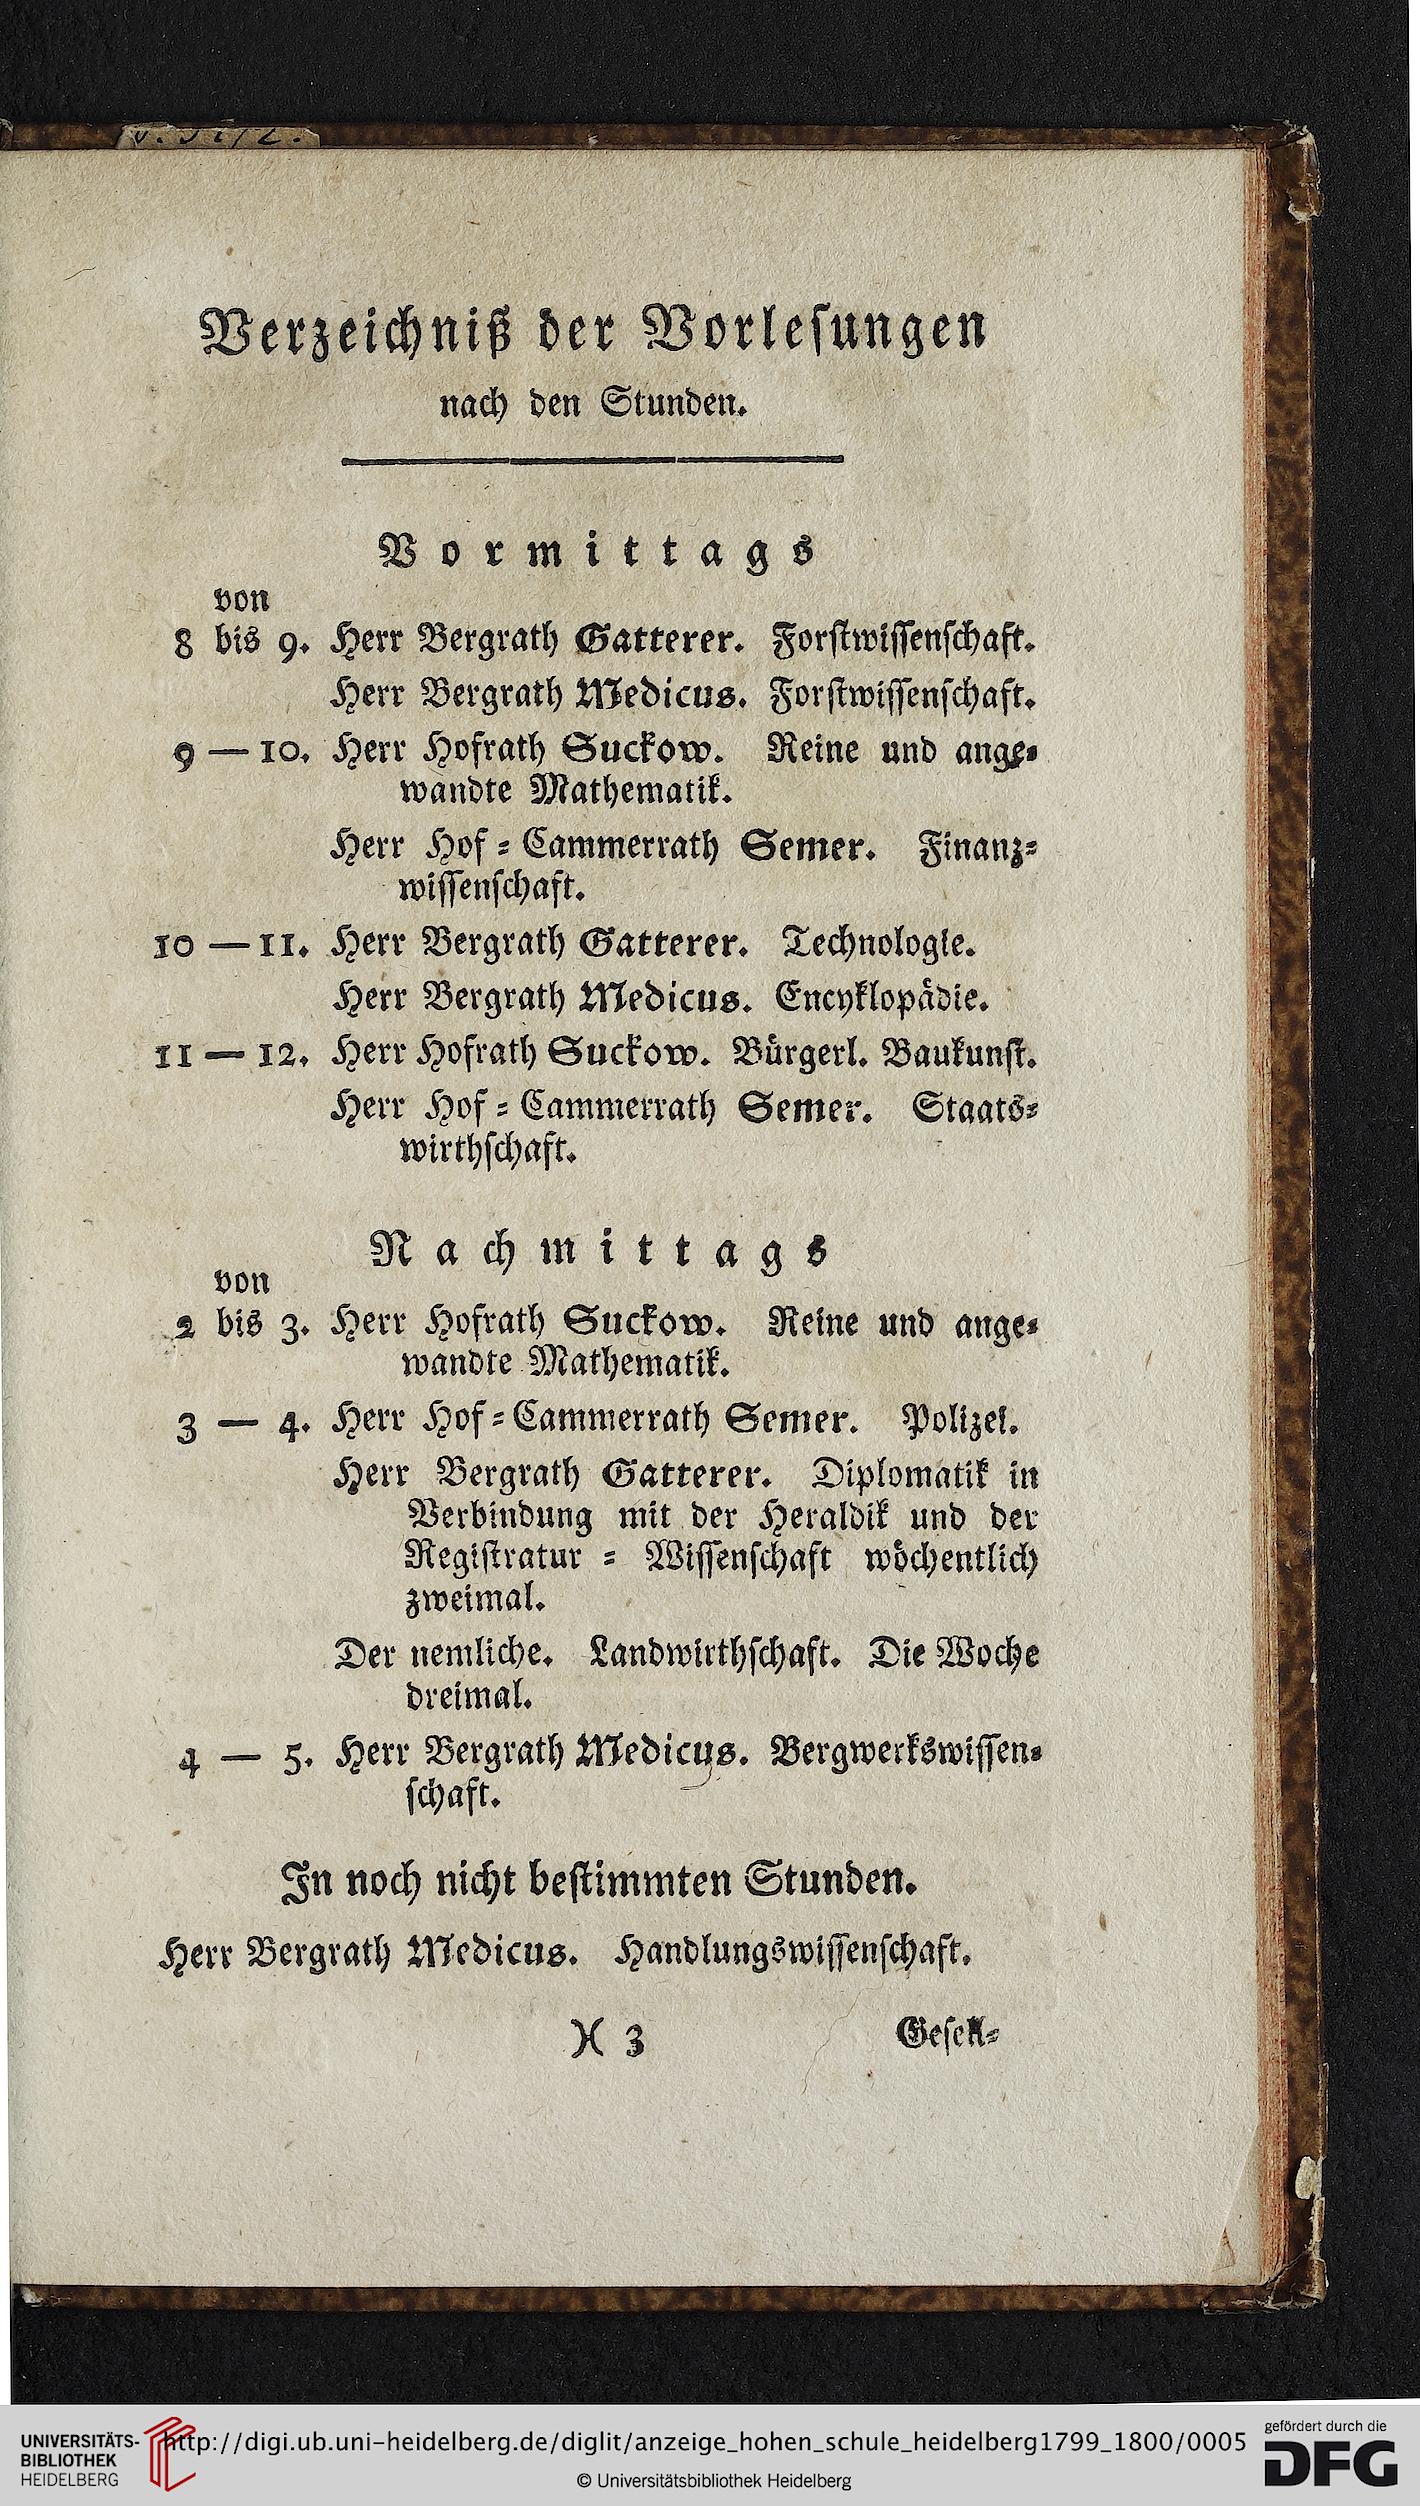 Verzeichniß der Vorlesungen
nach den Stunden.
Vormittags
von
8 bis 9. Herr Bergrath Gatterer. Forstwissenschaft.
Herr Bergrath Medicus. Forstwissenschaft.
9 — 10. Herr Hofrath Suckow. Reine und ange-
wandte Mathematik.
Herr Hof-Cammerrath Semer. Finanz-
wissenschaft.
10 — 11. Herr Bergrath Gatterer. Technologie.
Herr Bergrath Medicus. Encyklopädie.
11 — 12. Herr Hofrath Suckow. Bürgerl. Baukunst.
Herr Hof-Cammerrath Semer. Staats-
wirthschaft.
Nachmittags
von
2 bis 3. Herr Hofrath Suckow. Reine und ange-
wandte Mathematik.
3 — 4. Herr Hof-Cammerrath Semer. Polizei.
Herr Bergrath Gatterer. Diplomatik in
Verbindung mit der Heraldik und der
Registratur-Wissenschaft wöchentlich
zweimal.
Der nemliche. Landwirthschaft. Die Woche
dreimal.
4 — 5. Herr Bergrath Medicus. Bergwerkswissen-
schaft.
In noch nicht bestimmten Stunden.
Herr Bergrath Medicus. Handlungswissenschaft.
)( 3 Gesell-
UNIVERSITÄTS-
BIBLIOTHEK
HEIDELBERG
http://digi.ub.uni-heidelberg.de/diglit/anzeige_hohen_schule_heidelberg1799_1800/0005
© Universitätsbibliothek Heidelberg
gefördert durch die
DFG